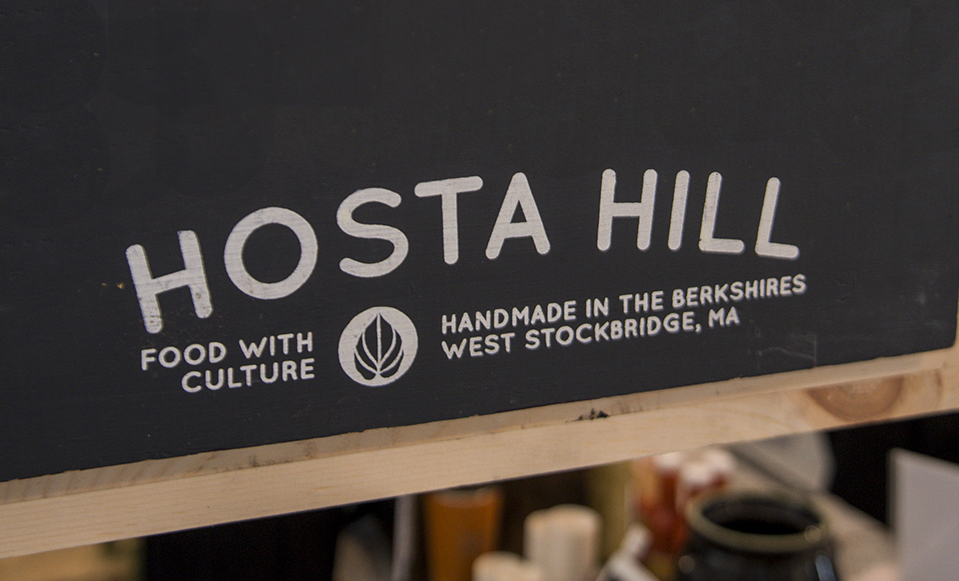 HOSTA HILL
FOOD WITH
CULTURE
HANDMADE IN THE BERKSHIRES
WEST STOCKBRIDGE, MA